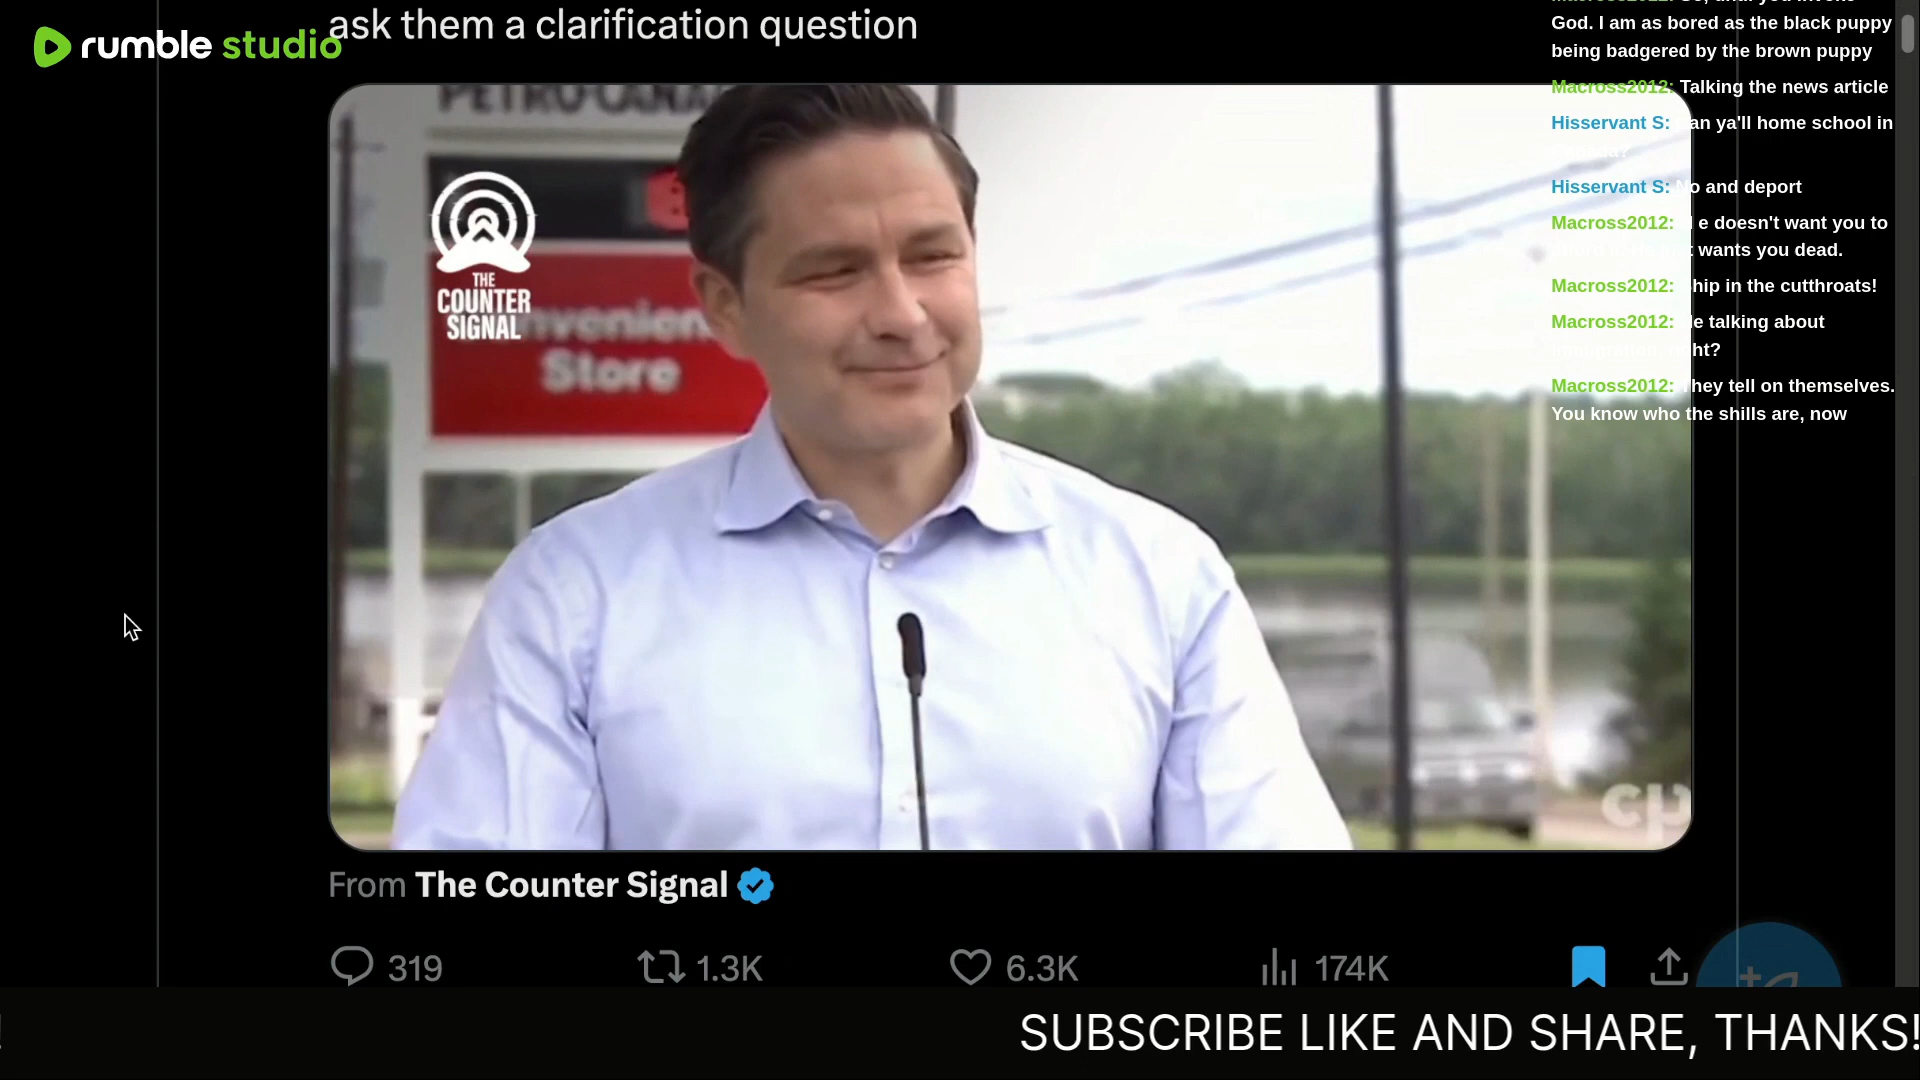 ask them a clarification question
rumble studio
God. I am as bored as the black puppy
being badgered by the brown puppy
Macross2012: Talking the news article
Hisservant S: an ya'll home school in
Hisservant S: No and deport
Macross2012: e doesn't want you to
wants you dead.
Macross2012: hip in the cutthroats!
Macross2012: e talking about
ht?
Macross2012: They tell on themselves.
You know who the shills are, now
THE
COUNTER
SIGNAL
Store
cp
From The Counter Signal
319 1.3K 6.3K 174K
! SUBSCRIBE LIKE AND SHARE, THANKS!